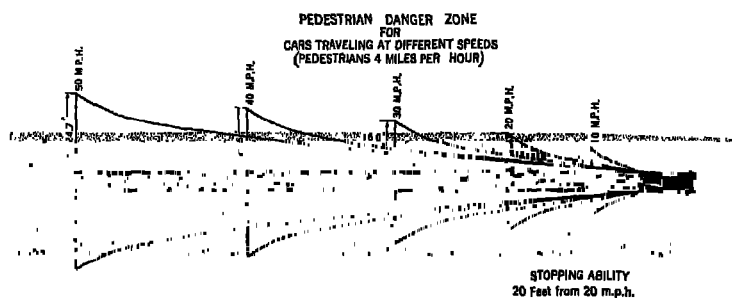 PEDESTRIAN DANGER ZONE
FOR
CARS TRAVELING AT DIFFERENT SPEEDS
(PEDESTRIANS 4 MILES PER HOUR)
50 M.P.H.
40 M.P.H.
30 M.P.H.
20 M.P.H.
10 M.P.H.
STOPPING ABILITY
20 Feet from 20 m.p.h.